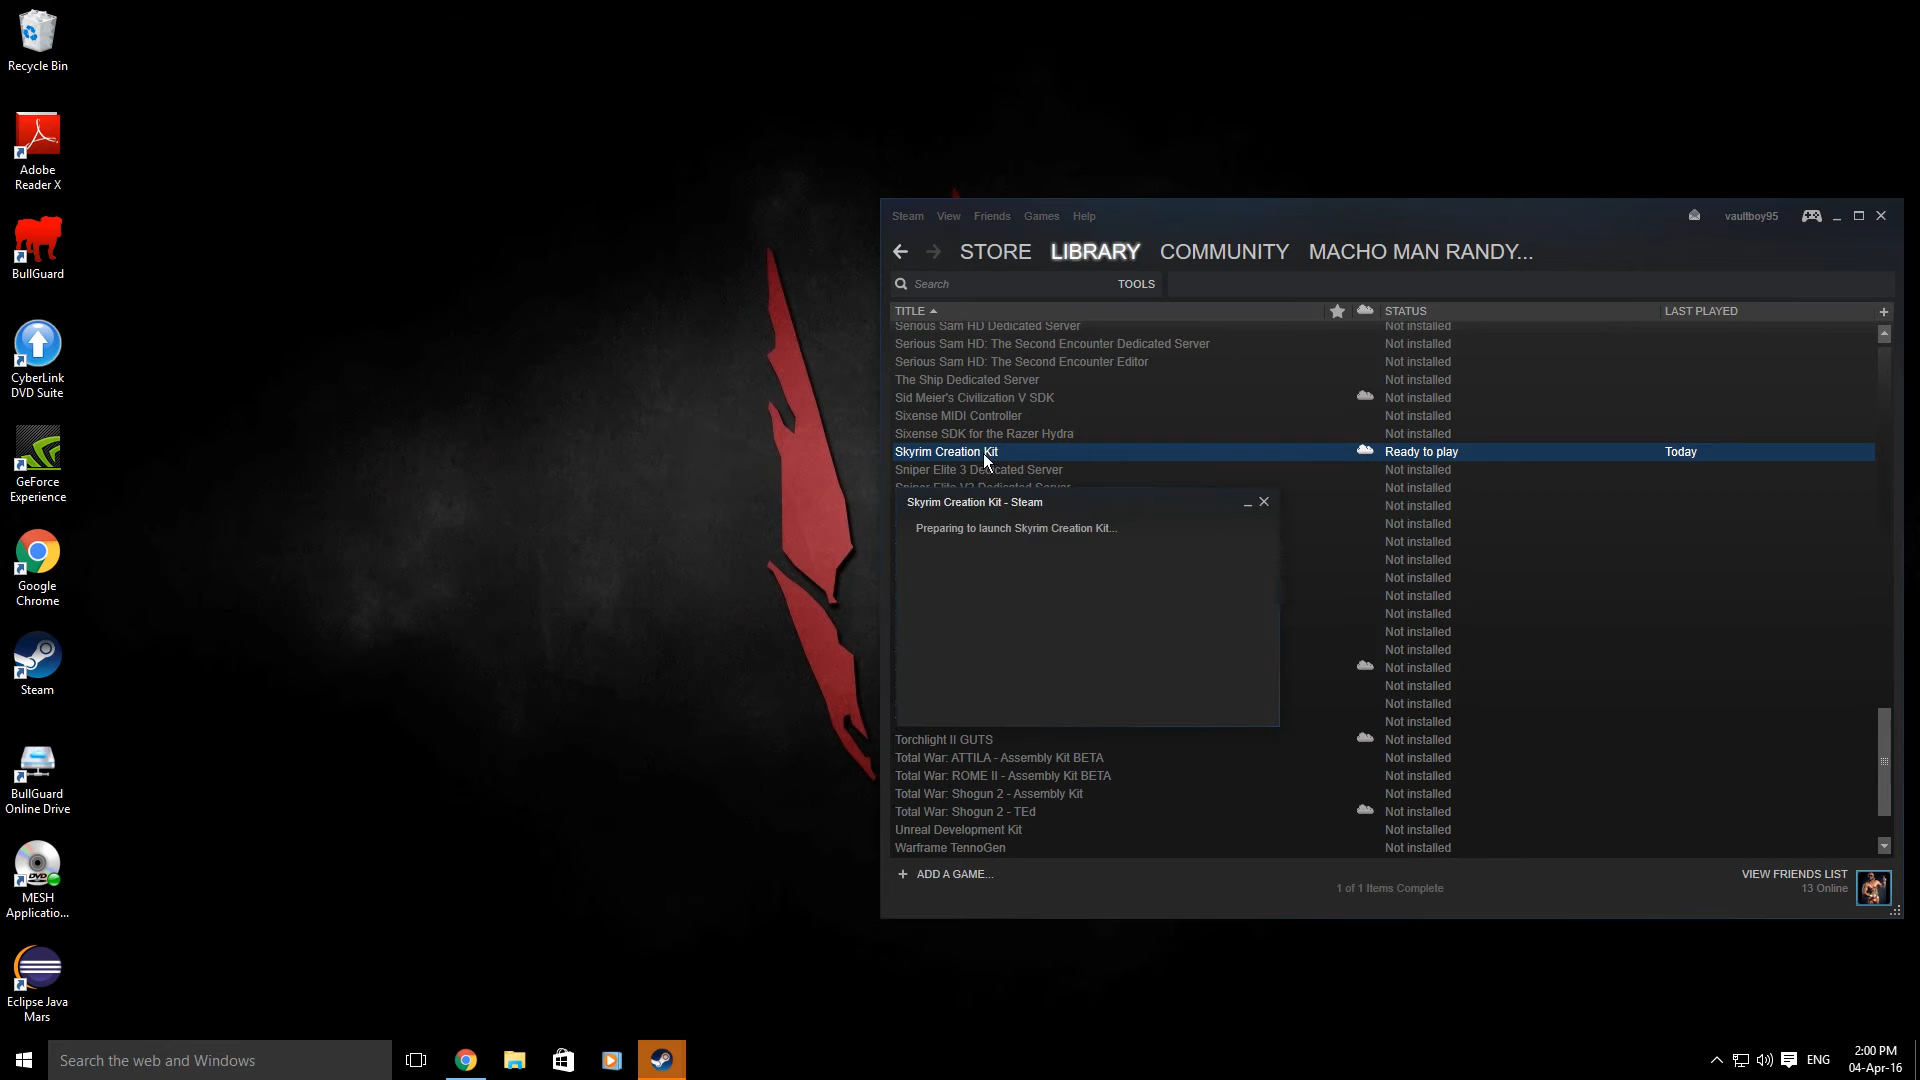 Recycle Bin
Adobe
Reader X
BullGuard
CyberLink
DVD Suite
GeForce
Experience
Google
Chrome
Steam
BullGuard
Online Drive
DVD
MESH
Applicatio...
Eclipse Java
Mars
Steam View Friends Games Help vaultboy95
STORE LIBRARY COMMUNITY MACHO MAN RANDY...
Search TOOLS
TITLE STATUS LAST PLAYED
Serious Sam HD Dedicated Server Not installed
Serious Sam HD: The Second Encounter Dedicated Server Not installed
Serious Sam HD: The Second Encounter Editor Not installed
The Ship Dedicated Server Not installed
Sid Meier's Civilization V SDK Not installed
Sixense MIDI Controller Not installed
Sixense SDK for the Razer Hydra Not installed
Skyrim Creation Kit Ready to play Today
Sniper Elite 3 Dedicated Server Not installed
Sniper Elite V2 Dedicated Server Not installed
Skyrim Creation Kit - Steam
Not installed
Preparing to launch Skyrim Creation Kit...
Not installed
Not installed
Not installed
Not installed
Not installed
Not installed
Not installed
Not installed
Not installed
Not installed
Not installed
Not installed
Torchlight II GUTS Not installed
Total War: ATTILA - Assembly Kit BETA Not installed
Total War: ROME II - Assembly Kit BETA Not installed
Total War: Shogun 2 - Assembly Kit Not installed
Total War: Shogun 2 - TEd Not installed
Unreal Development Kit Not installed
Warframe TennoGen Not installed
+ ADD A GAME... VIEW FRIENDS LIST
1 of 1 Items Complete 13 Online
Search the web and Windows
ENG
2:00 PM
04-Apr-16